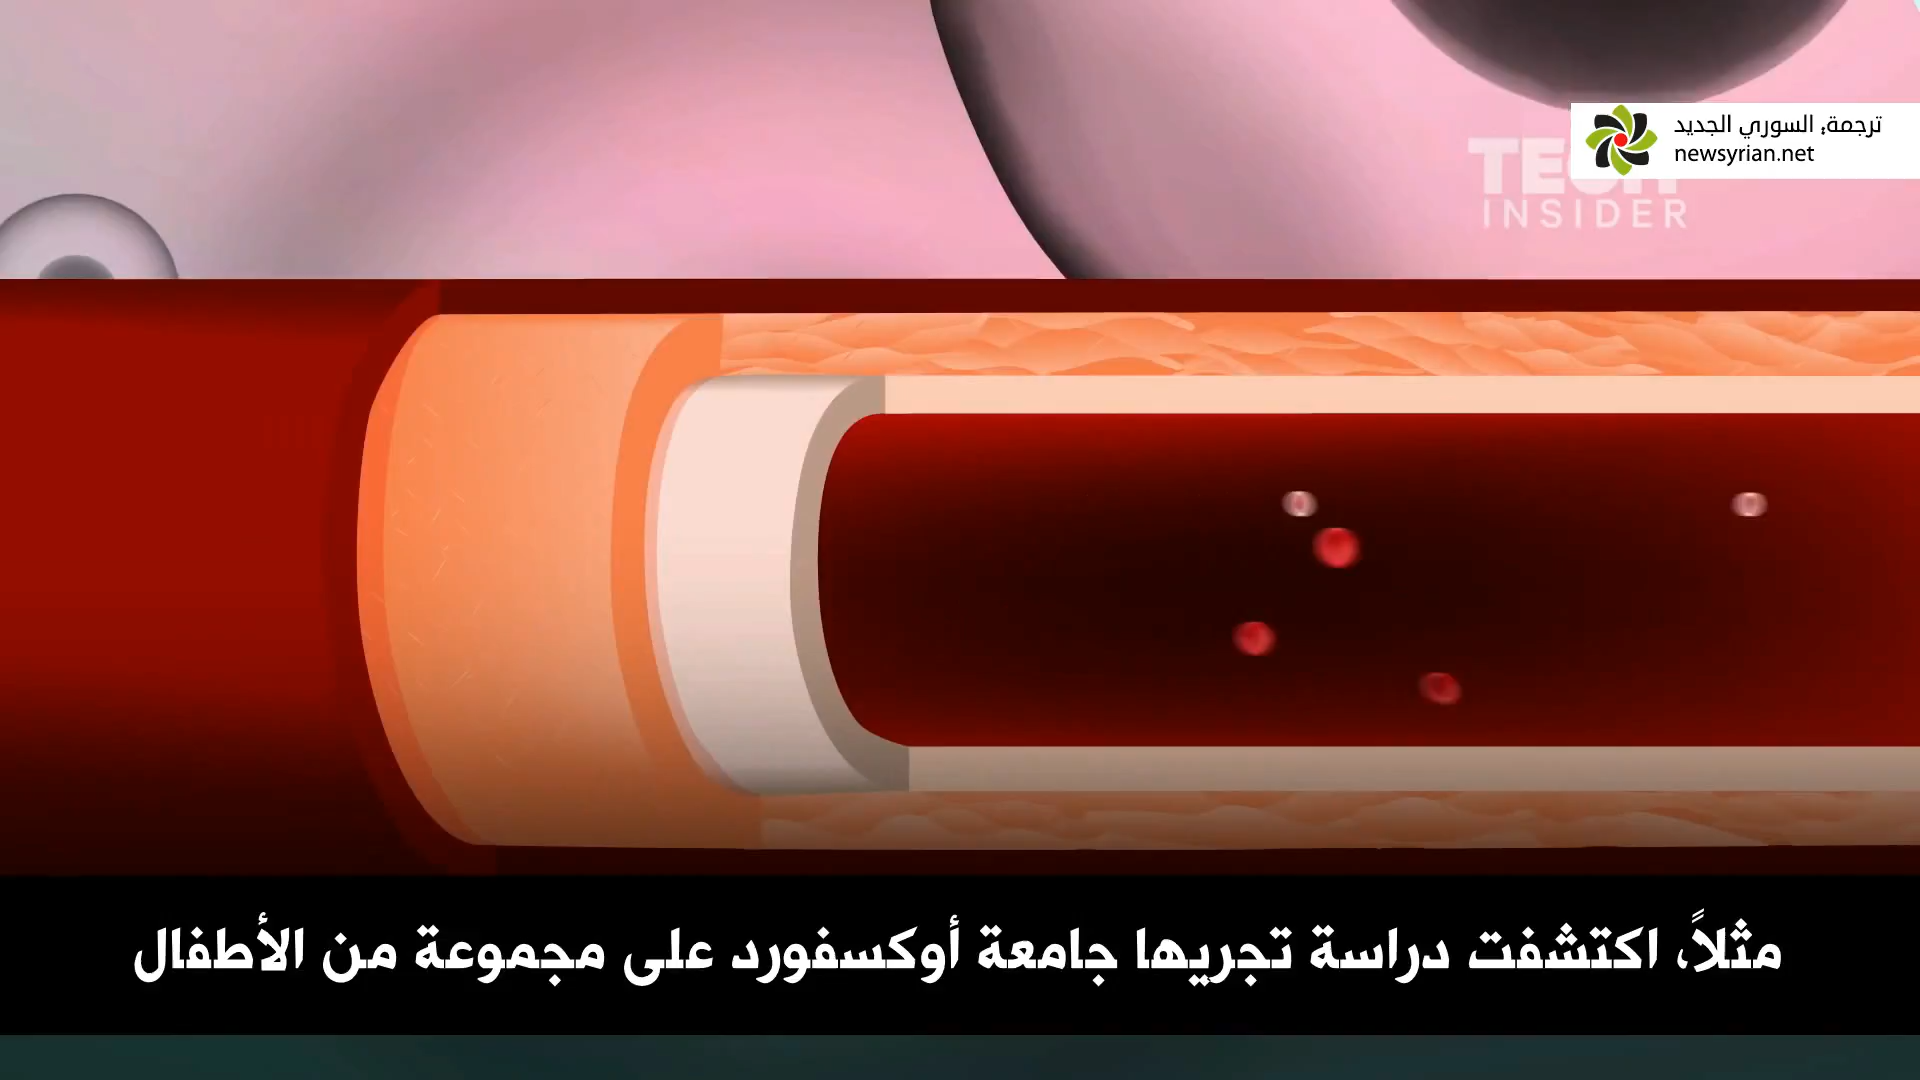 ترجمة: السوري الجديد
newsyrian.net
TECH
INSIDER
مثلاً، اكتشفت دراسة تجريها جامعة أوكسفورد على مجموعة من الأطفال